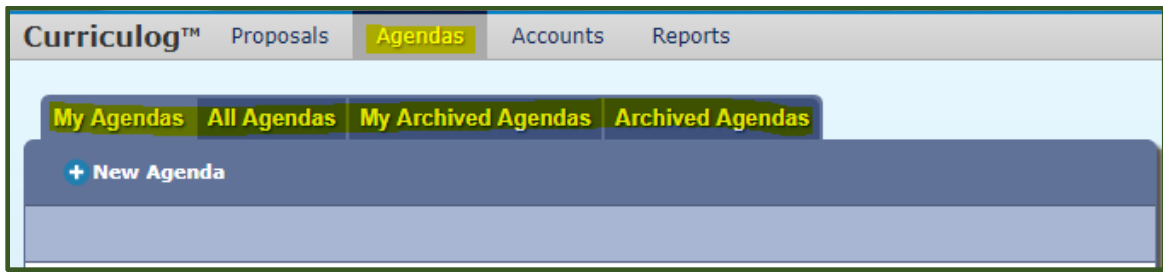 Curriculog™ Proposals Agendas Accounts Reports
My Agendas All Agendas My Archived Agendas Archived Agendas
+ New Agenda